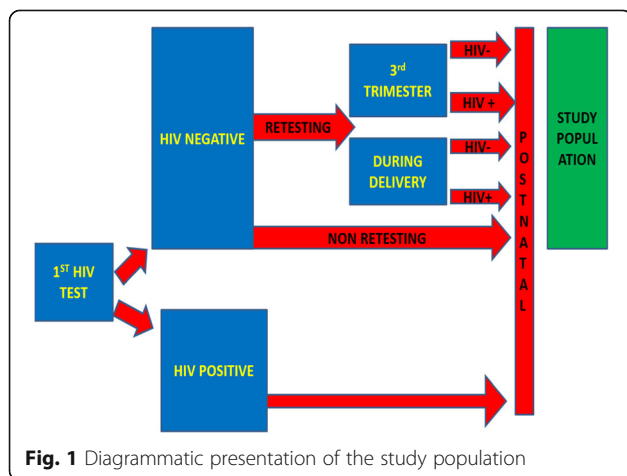 1ST HIV
TEST
HIV NEGATIVE
HIV POSITIVE
RETESTING
NON RETESTING
3rd
TRIMESTER
DURING
DELIVERY
HIV-
HIV +
HIV-
HIV+
P
O
S
T
N
A
T
A
L
STUDY
POPUL
ATION
Fig. 1 Diagrammatic presentation of the study population